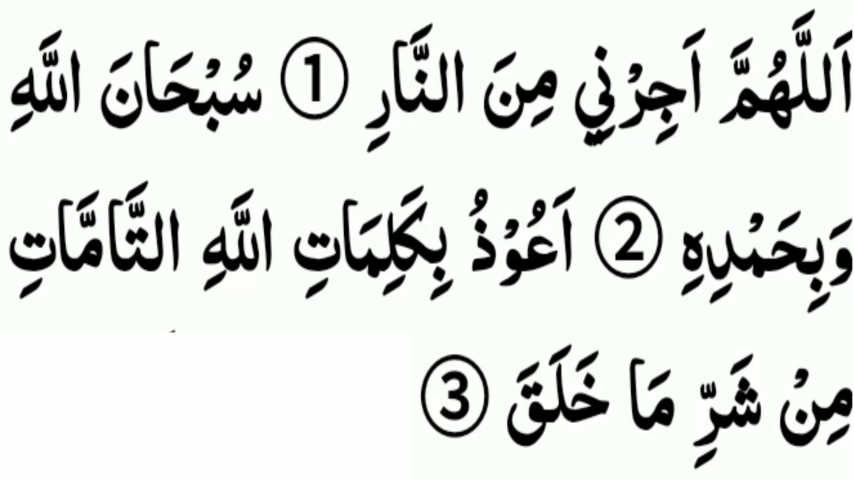 اَللّٰهُمَّ اَجِرْنِي مِنَ النَّارِ ① سُبْحَانَ اللّٰهِ
وَبِحَمْدِهِ ② اَعُوْذُ بِكَلِمَاتِ اللّٰهِ التَّامَّاتِ
مِنْ شَرِّ مَا خَلَقَ ③